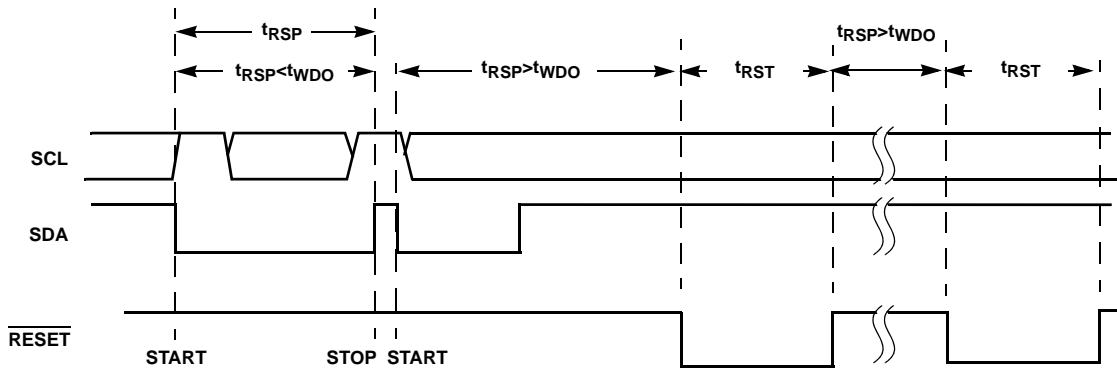 tRSP
tRSP>tWDO
tRSP<tWDO
tRSP>tWDO
tRST
tRST
SCL
SDA
RESET
START
STOP
START